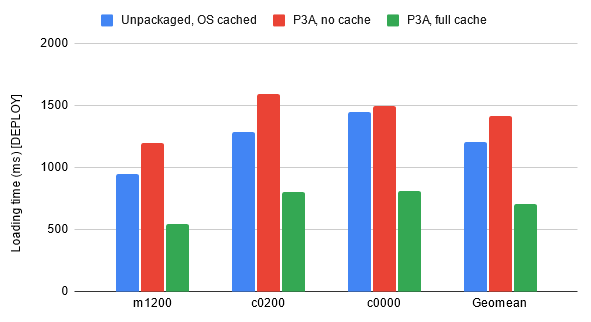 Unpackaged, OS cached P3A, no cache P3A, full cache
Loading time (ms) [DEPLOY]
2000
1500
1000
500
0
m1200 c0200 c0000 Geomean